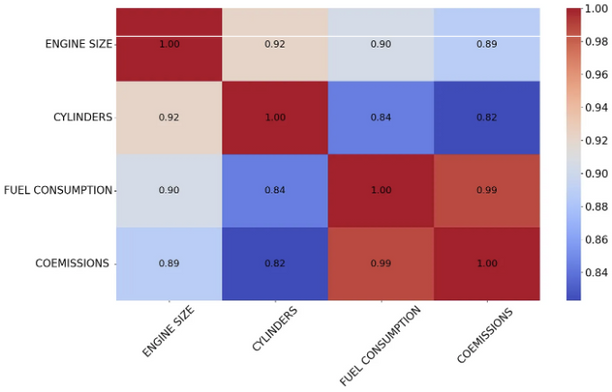 ENGINE SIZE 1.00 0.92 0.90 0.89
CYLINDERS 0.92 1.00 0.84 0.82
FUEL CONSUMPTION 0.90 0.84 1.00 0.99
COEMISSIONS 0.89 0.82 0.99 1.00
ENGINE SIZE CYLINDERS FUEL CONSUMPTION COEMISSIONS
1.00
0.98
0.96
0.94
0.92
0.90
0.88
0.86
0.84